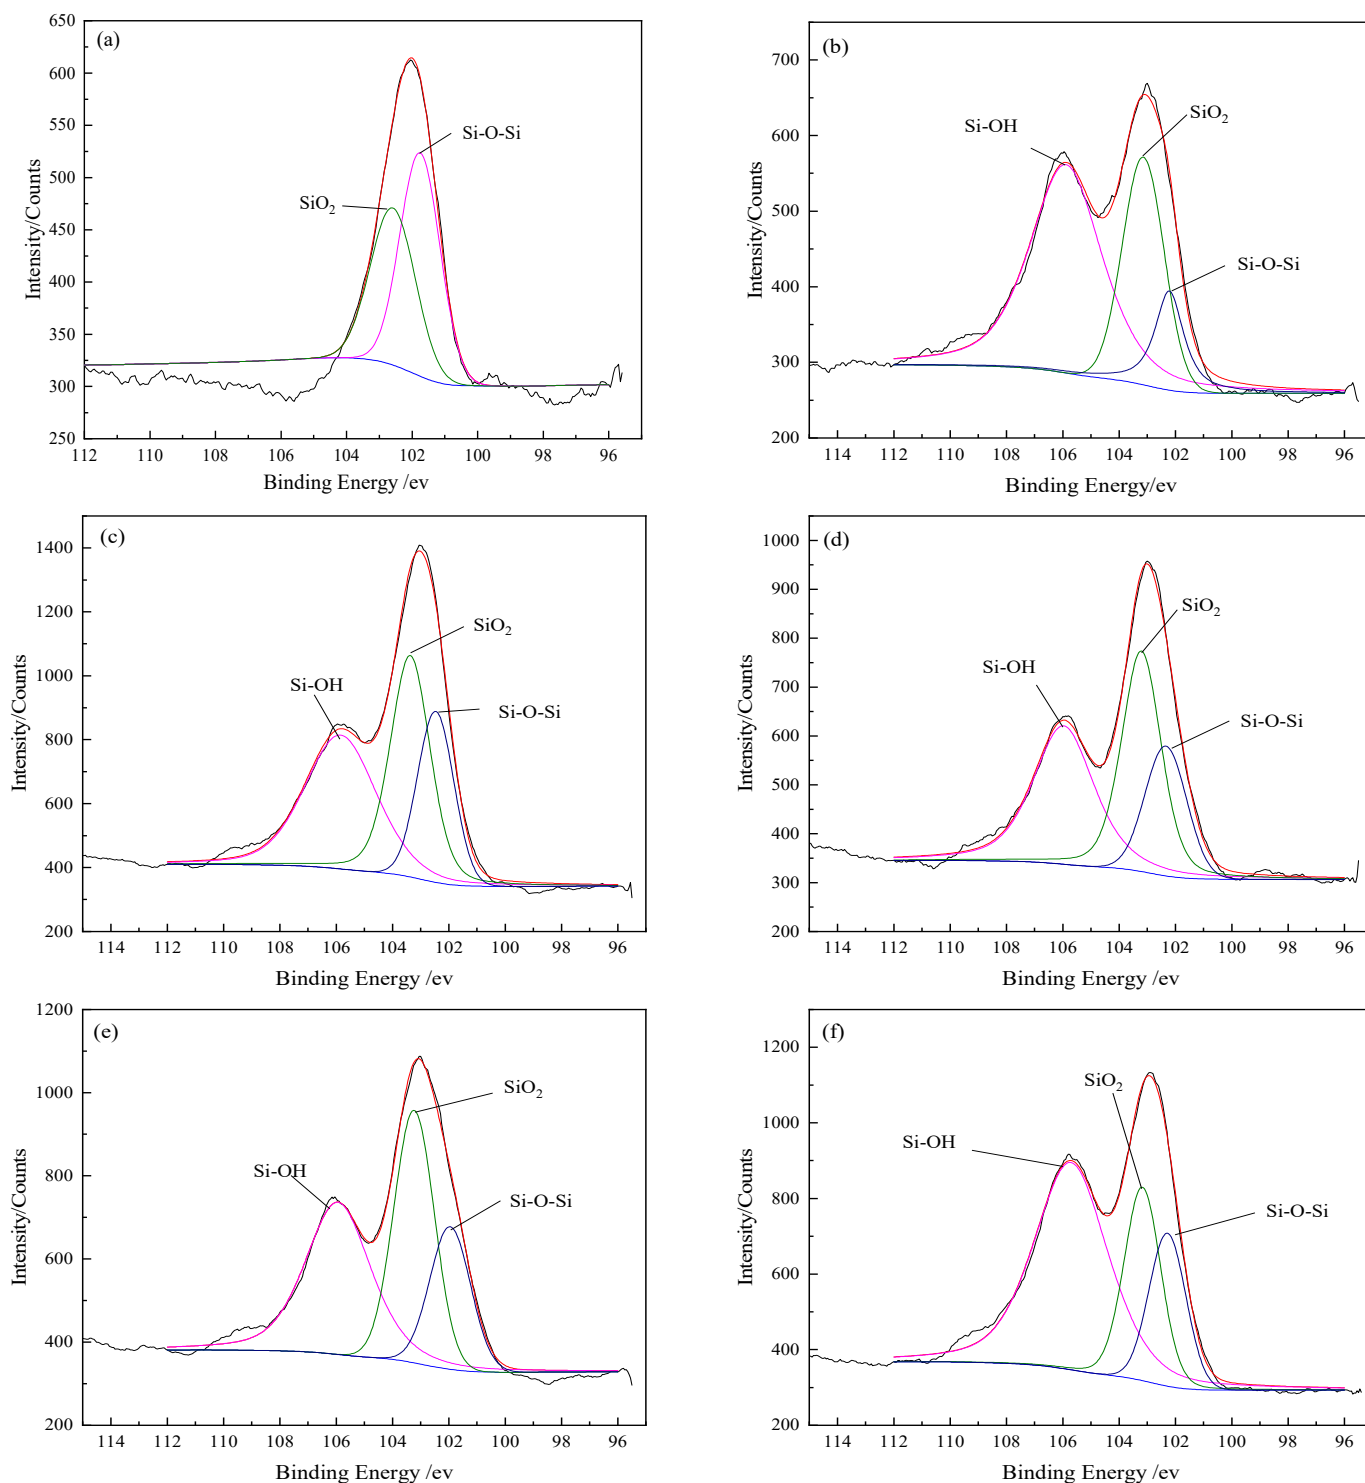 (a)
650
600
550
500
450
400
350
300
250
Intensity/Counts
Si-O-Si
SiO2
112 110 108 106 104 102 100 98 96
Binding Energy /ev
(b)
700
600
500
400
300
200
Intensity/Counts
Si-OH
SiO2
Si-O-Si
114 112 110 108 106 104 102 100 98 96
Binding Energy/ev
(c)
1400
1200
1000
800
600
400
200
Intensity/Counts
Si-OH
SiO2
Si-O-Si
114 112 110 108 106 104 102 100 98 96
Binding Energy /ev
(d)
1000
900
800
700
600
500
400
300
200
Intensity/Counts
Si-OH
SiO2
Si-O-Si
114 112 110 108 106 104 102 100 98 96
Binding Energy /ev
(e)
1200
1000
800
600
400
200
Intensity/Counts
Si-OH
SiO2
Si-O-Si
114 112 110 108 106 104 102 100 98 96
Binding Energy /ev
(f)
1200
1000
800
600
400
200
Intensity/Counts
Si-OH
SiO2
Si-O-Si
114 112 110 108 106 104 102 100 98 96
Binding Energy /ev